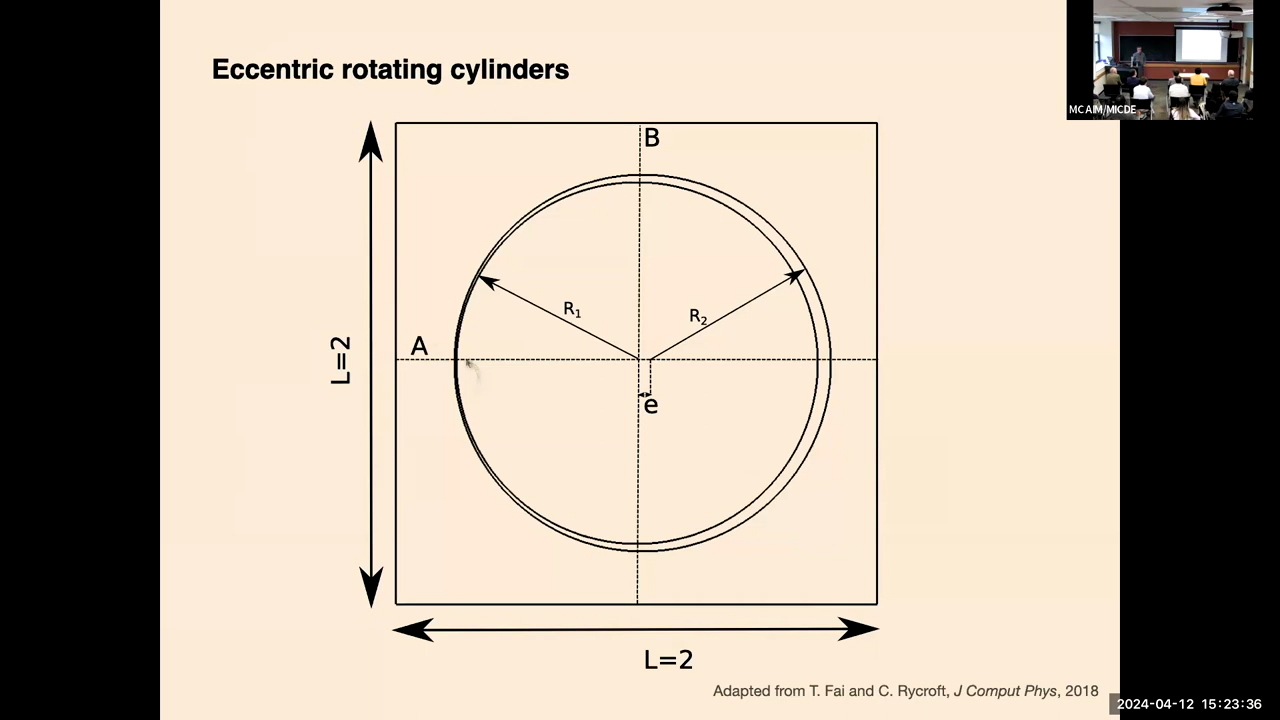 Eccentric rotating cylinders
MCAIM/MICDE
B
R₁
R₂
A
L=2
e
L=2
Adapted from T. Fai and C. Rycroft, J Comput Phys, 2018
2024-04-12 15:23:36